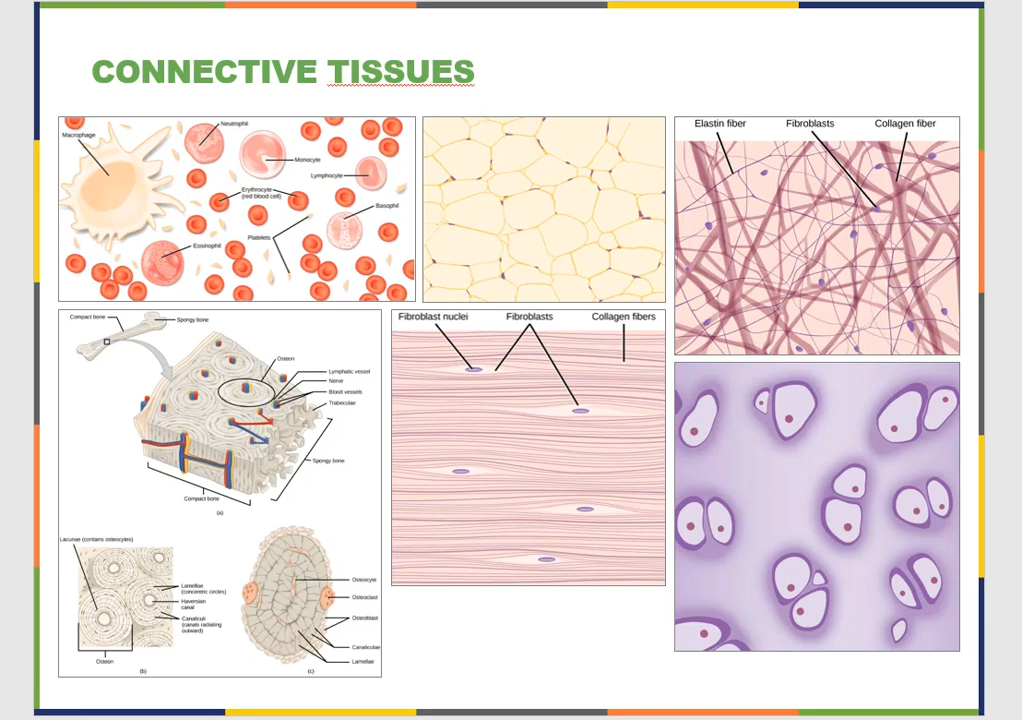 CONNECTIVE TISSUES
Macrophage
Neutrophil
Monocyte
Lymphocyte
Erythrocyte
(red blood cell)
Basophil
Platelets
Eosinophil
Elastin fiber
Fibroblasts
Collagen fiber
Compact bone
Spongy bone
Osteon
Lymphatic vessel
Nerve
Blood vessels
Trabeculae
Spongy bone
Compact bone
(a)
Lacunae (contains osteocytes)
Lamellae
(concentric circles)
Haversian
canal
Canaliculi
(canals radiating
outward)
Osteon
(b)
Osteocyte
Osteoclast
Osteoblast
Canaliculae
Lamellae
(c)
Fibroblast nuclei
Fibroblasts
Collagen fibers